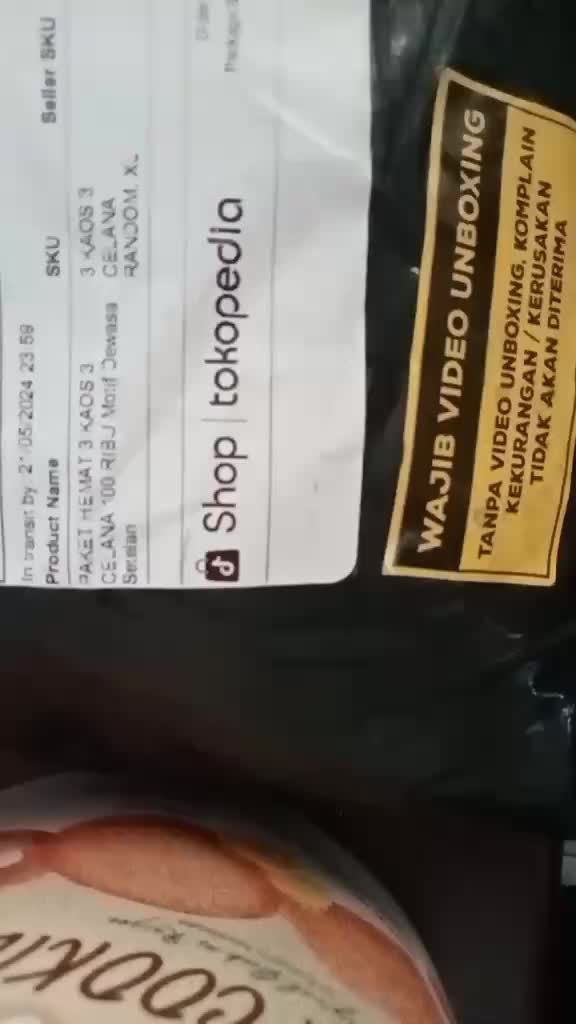 In transit by: 21/05/2024 23:59
Product Name SKU Seller SKU
PAKET HEMAT 3 KAOS 3 3 KAOS 3
CELANA 100 RIBU Motif Dewasa CELANA
Setelan RANDOM, XL
Shop | tokopedia
WAJIB VIDEO UNBOXING
TANPA VIDEO UNBOXING, KOMPLAIN
KEKURANGAN / KERUSAKAN
TIDAK AKAN DITERIMA